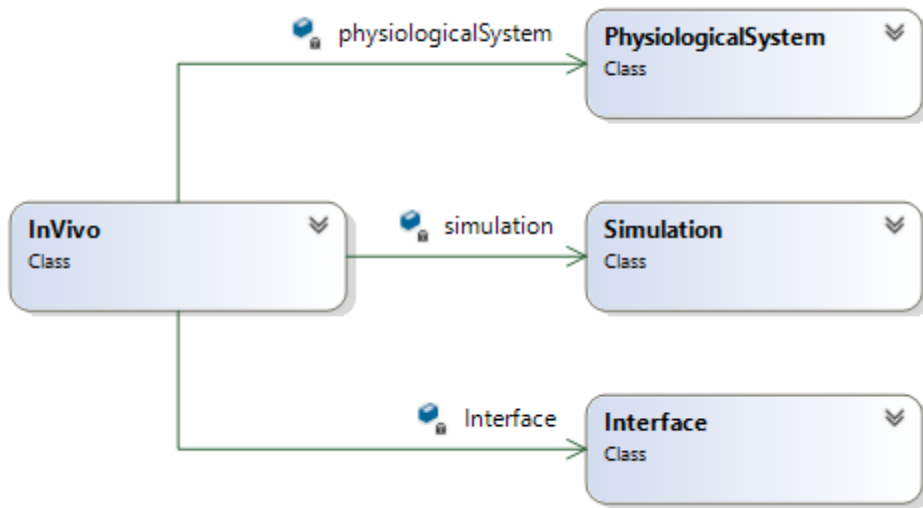 physiologicalSystem
PhysiologicalSystem
Class
InVivo
Class
simulation
Simulation
Class
Interface
Interface
Class